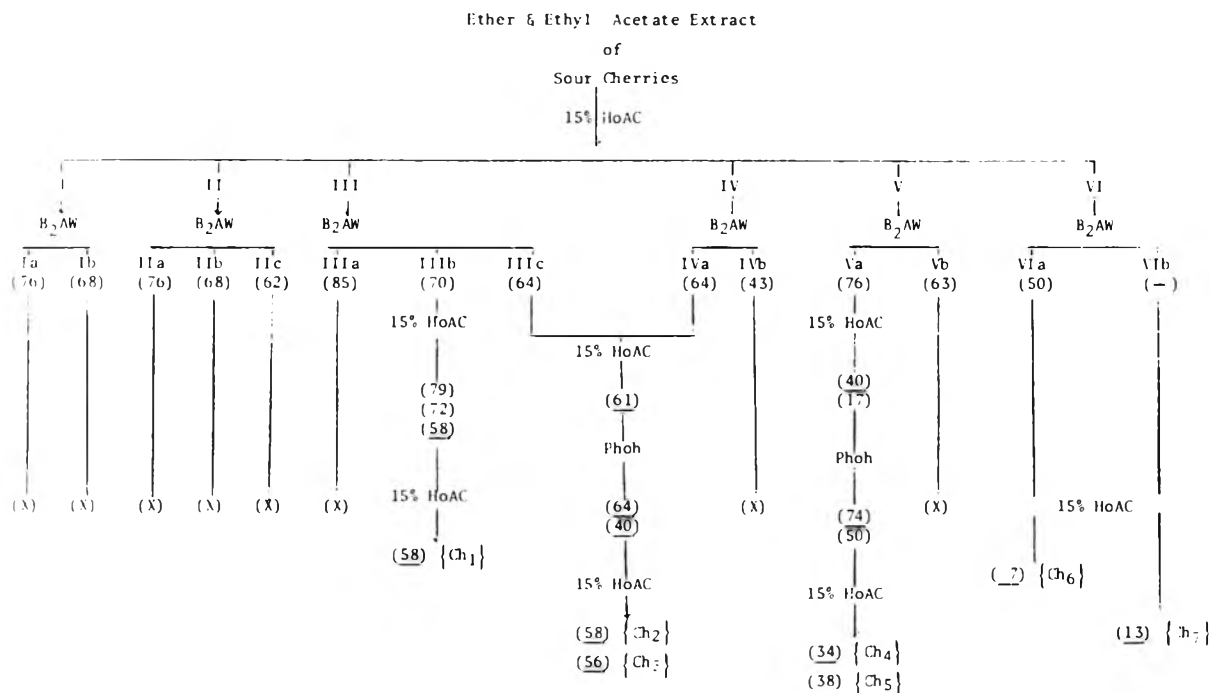 Ether & Ethyl Acetate Extract
of
Sour Cherries
15% HoAC
I II III IV V VI
B2AW B2AW B2AW B2AW B2AW B2AW
Ia Ib IIa IIb IIc IIIa IIIb IIIc IVa IVb Va Vb VIa VIb
(76) (68) (76) (68) (62) (85) (70) (64) (64) (43) (76) (63) (50) (—)
15% HoAC 15% HoAC
15% HoAC
(79) (40)
(72) (61) (17)
(58)
Phoh Phoh
15% HoAC
(X) (X) (X) (X) (X) (X) (64) (X) (74) (X) 15% HoAC
(40) (50)
(58) {Ch1}
( 7) {Ch6}
15% HoAC 15% HoAC
(58) {Ch2} (34) {Ch4} (13) {Ch7}
(56) (38) {Ch5}